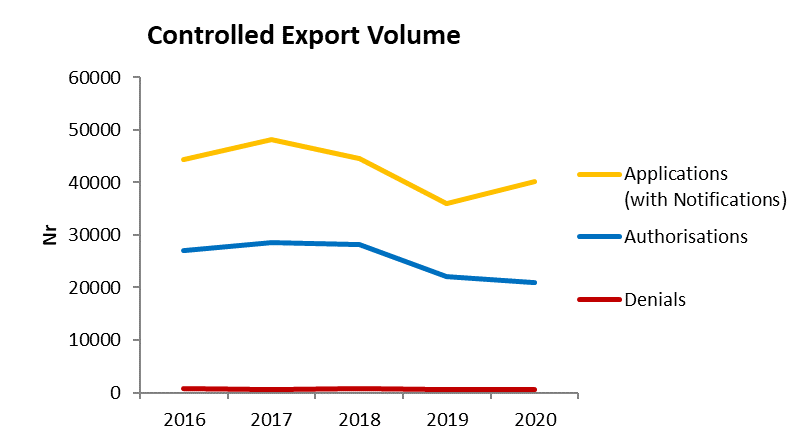 Controlled Export Volume
60000
50000
40000
30000
20000
10000
0
Nr
2016 2017 2018 2019 2020
Applications
(with Notifications)
Authorisations
Denials